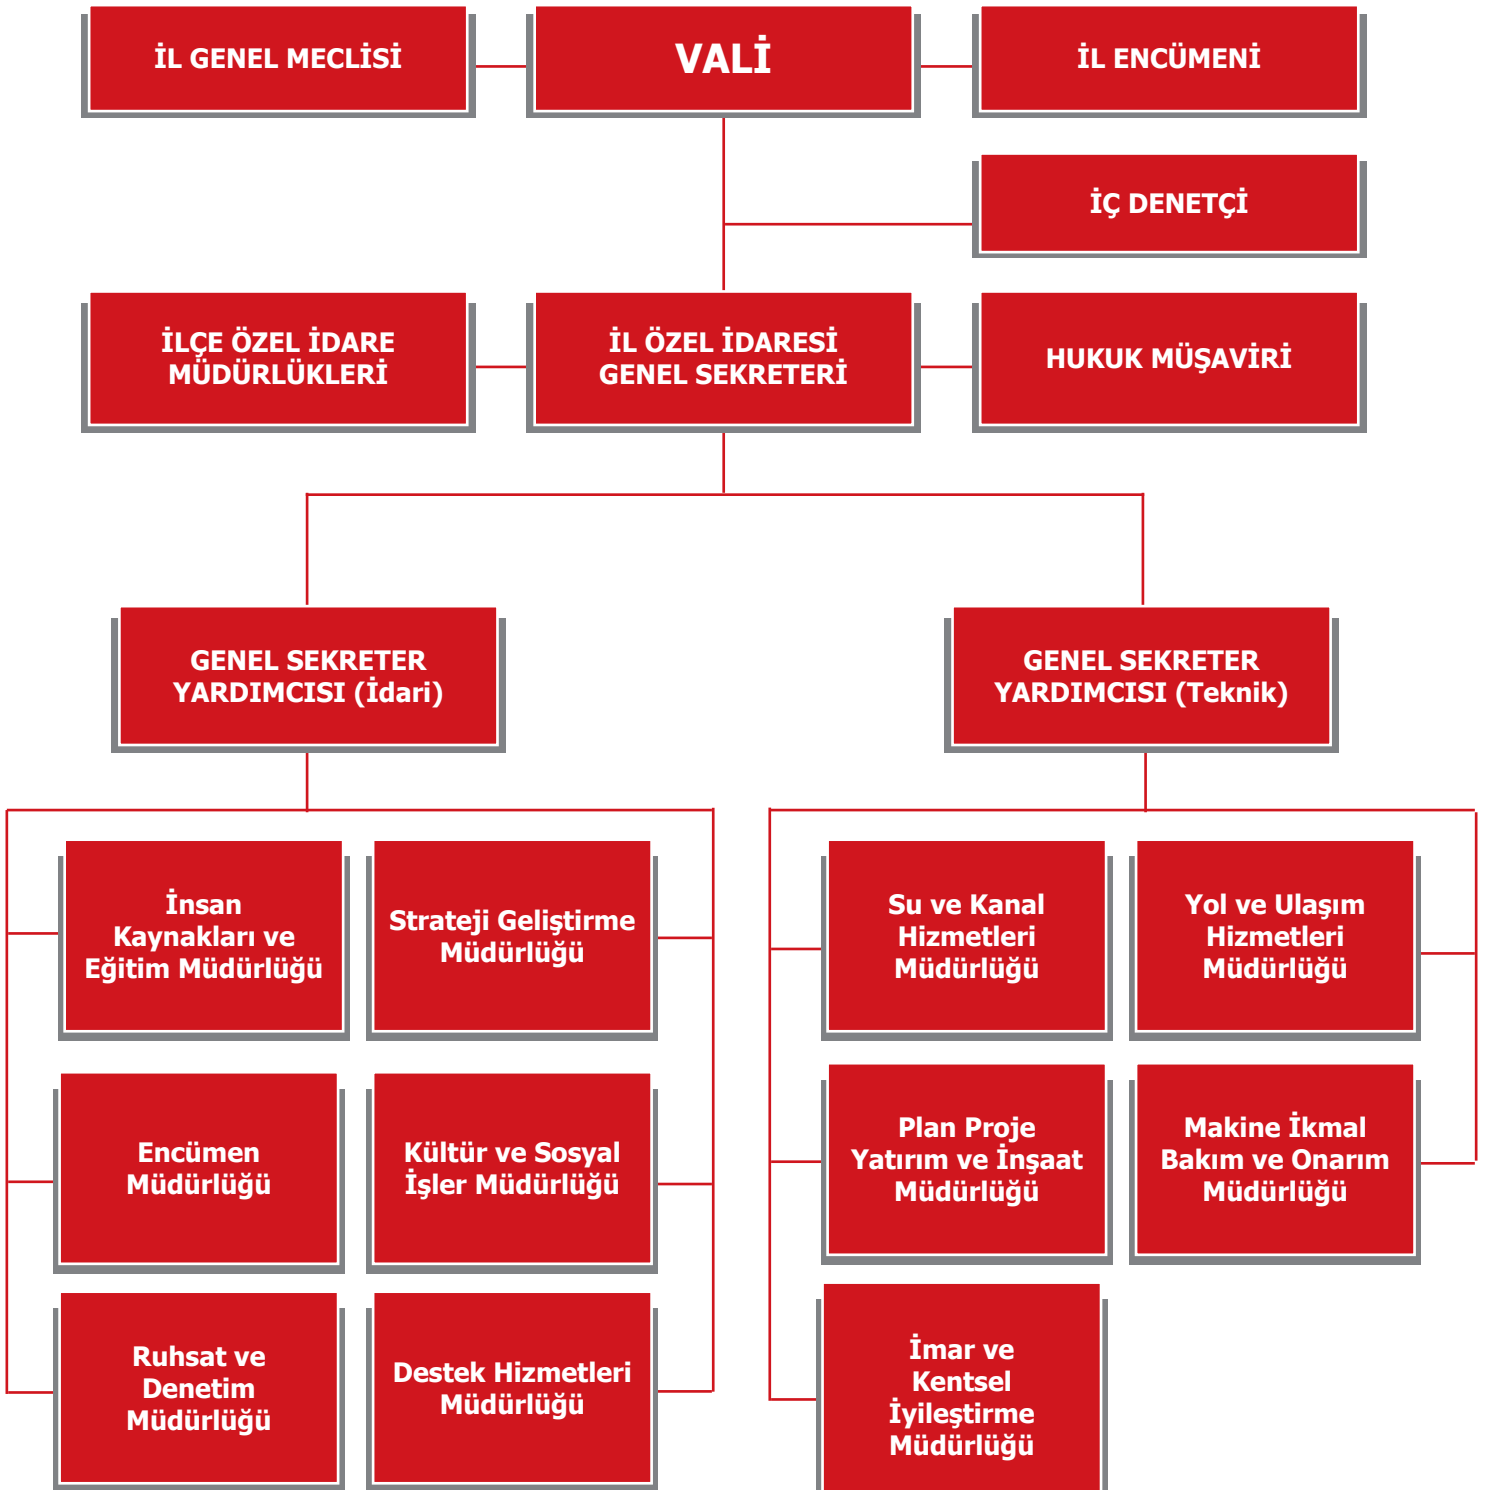 İL GENEL MECLİSİ
VALİ
İL ENCÜMENİ
İÇ DENETÇİ
İLÇE ÖZEL İDARE
MÜDÜRLÜKLERİ
İL ÖZEL İDARESİ
GENEL SEKRETERİ
HUKUK MÜŞAVİRİ
GENEL SEKRETER
YARDIMCISI (İdari)
GENEL SEKRETER
YARDIMCISI (Teknik)
İnsan
Kaynakları ve
Eğitim Müdürlüğü
Strateji Geliştirme
Müdürlüğü
Su ve Kanal
Hizmetleri
Müdürlüğü
Yol ve Ulaşım
Hizmetleri
Müdürlüğü
Encümen
Müdürlüğü
Kültür ve Sosyal
İşler Müdürlüğü
Plan Proje
Yatırım ve İnşaat
Müdürlüğü
Makine İkmal
Bakım ve Onarım
Müdürlüğü
Ruhsat ve
Denetim
Müdürlüğü
Destek Hizmetleri
Müdürlüğü
İmar ve
Kentsel
İyileştirme
Müdürlüğü